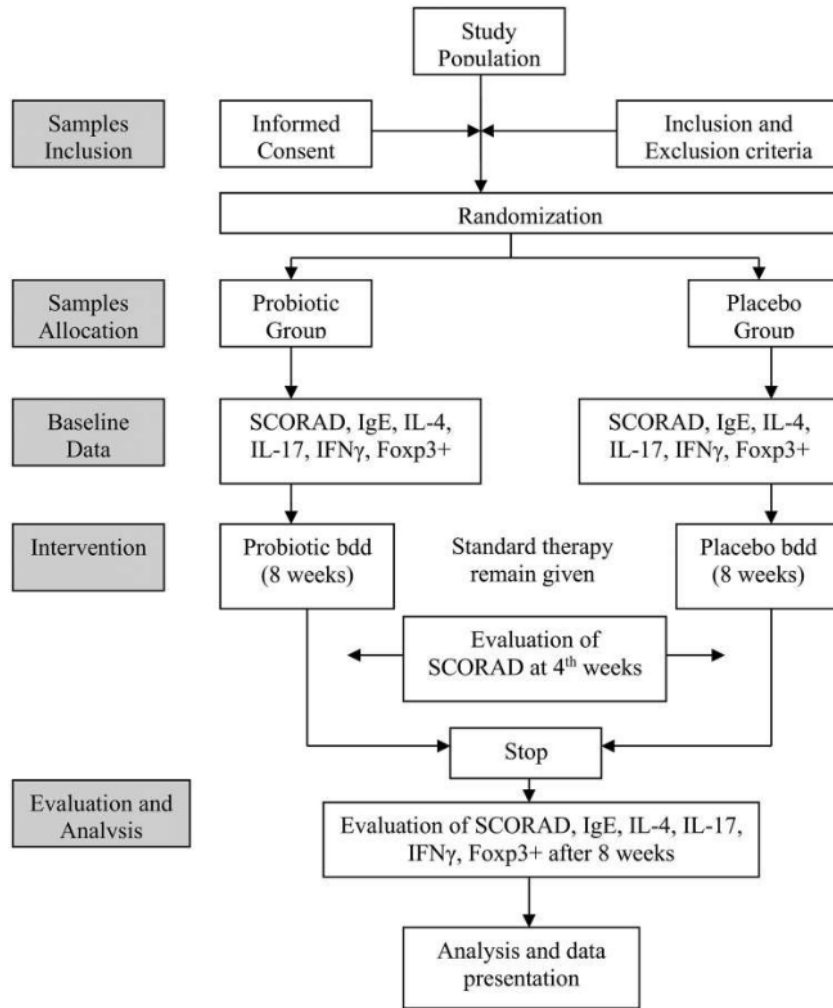 Study
Population
Samples
Inclusion
Informed
Consent
Inclusion and
Exclusion criteria
Randomization
Samples
Allocation
Probiotic
Group
Placebo
Group
Baseline
Data
SCORAD, IgE, IL-4,
IL-17, IFNγ, Foxp3+
SCORAD, IgE, IL-4,
IL-17, IFNγ, Foxp3+
Intervention
Probiotic bdd
(8 weeks)
Standard therapy
remain given
Placebo bdd
(8 weeks)
Evaluation of
SCORAD at 4th weeks
Stop
Evaluation and
Analysis
Evaluation of SCORAD, IgE, IL-4, IL-17,
IFNγ, Foxp3+ after 8 weeks
Analysis and data
presentation